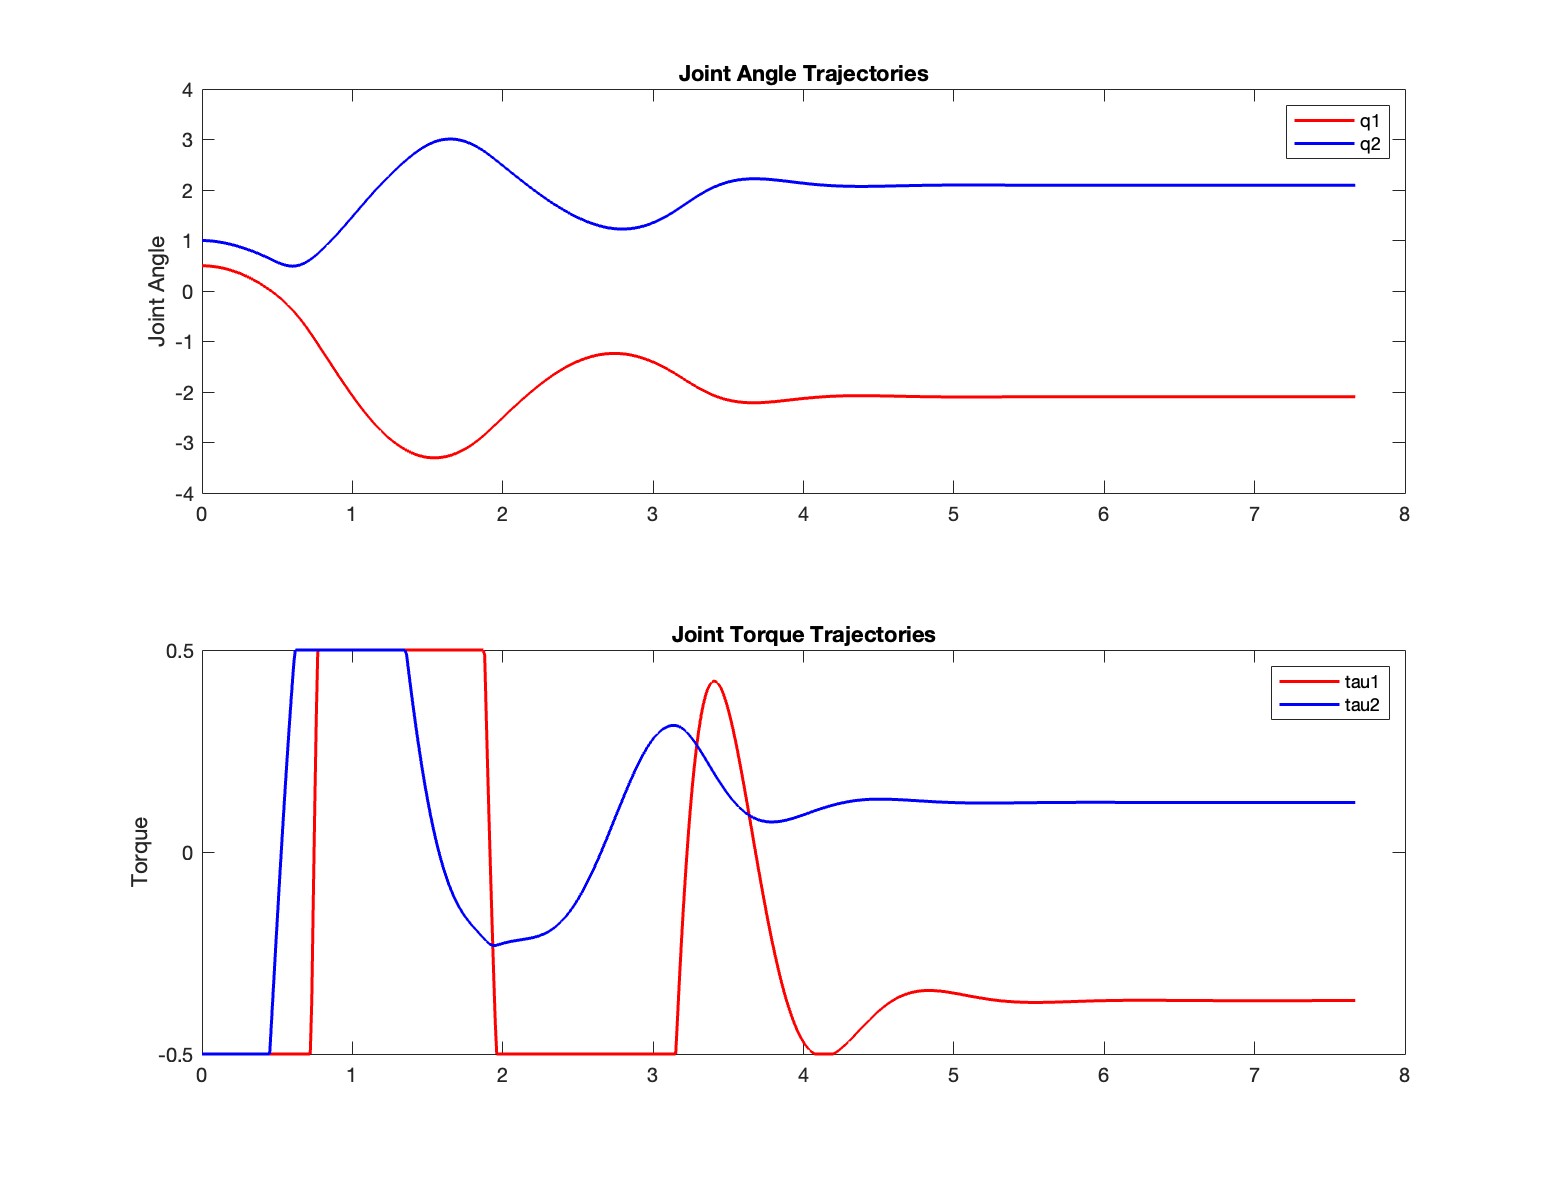 Joint Angle Trajectories
4
3
2
1
0
-1
-2
-3
-4
Joint Angle
q1
q2
0 1 2 3 4 5 6 7 8
Joint Torque Trajectories
0.5
0
-0.5
Torque
tau1
tau2
0 1 2 3 4 5 6 7 8